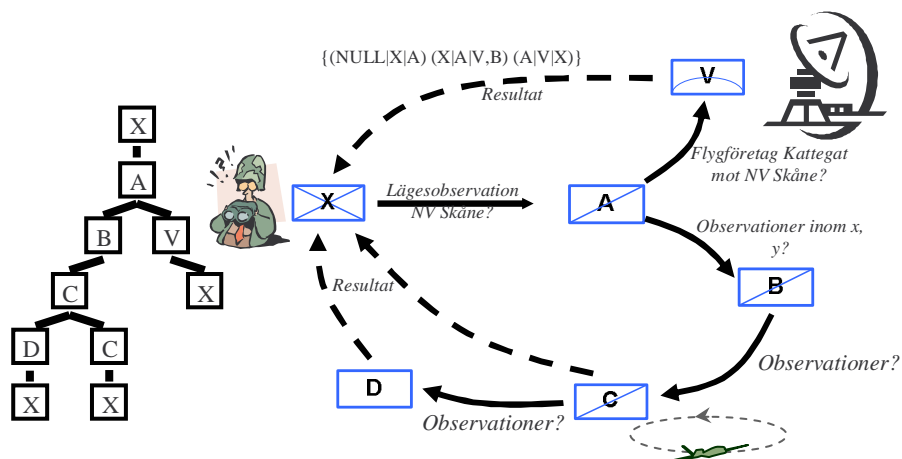 {(NULL|X|A) (X|A|V,B) (A|V|X)}
V
Resultat
!?!
X
A
B
V
C
X
D
C
X
X
Flygföretag Kattegat
mot NV Skåne?
X
Lägesobservation
NV Skåne?
A
Observationer inom x,
y?
B
Resultat
Observationer?
D
C
Observationer?